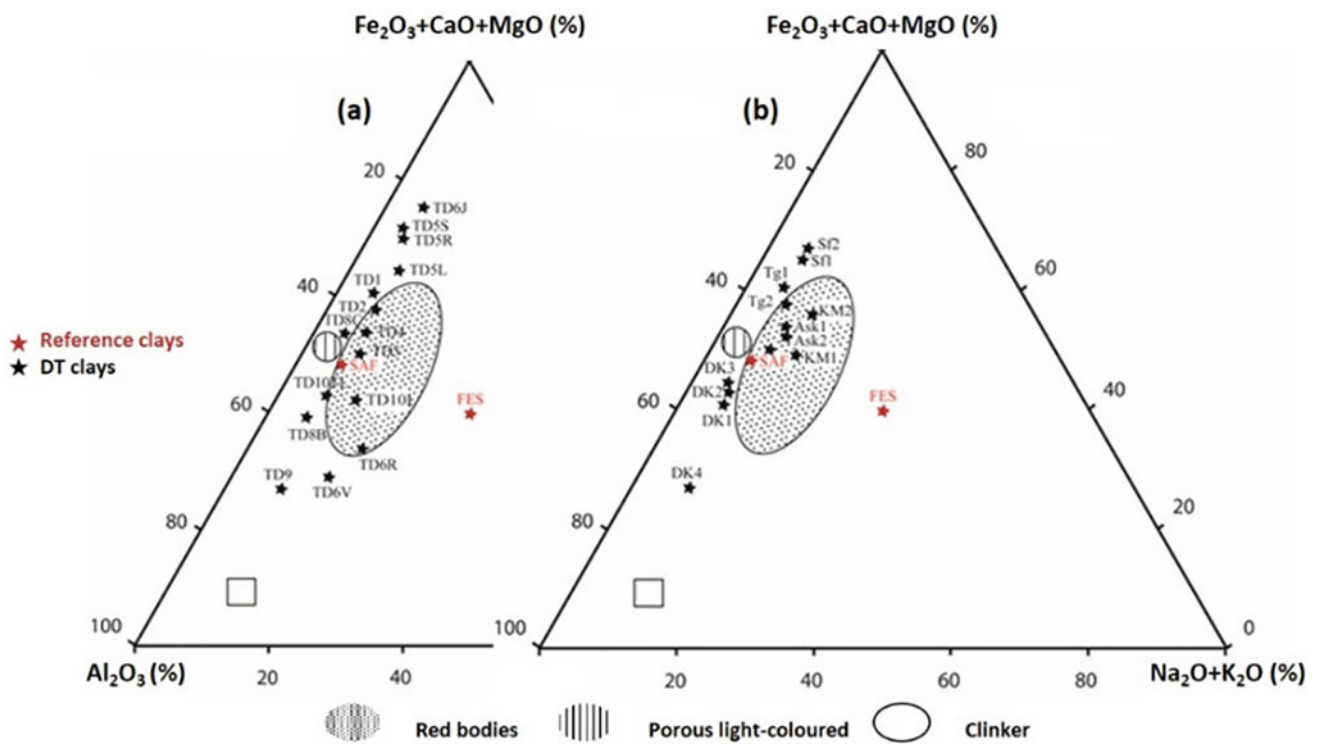 Fe₂O₃+CaO+MgO (%)
Fe₂O₃+CaO+MgO (%)
(a)
(b)
20
TD6J
TD5S
TD5R
TD5L
40
TD1
TD2
TD4
SAF
60
TD10L
FES
TD8B
TD6R
TD9
TD6V
80
100
Al₂O₃ (%)
20
40
20
80
Sf2
Sf1
60
40
Tg1
Tg2
KM2
Ask1
Ask2
KM1
SAF
DK3
DK2
DK1
60
FES
40
DK4
80
20
100
0
20
40
60
80
Na₂O+K₂O (%)
Reference clays
DT clays
Red bodies
Porous light-coloured
Clinker